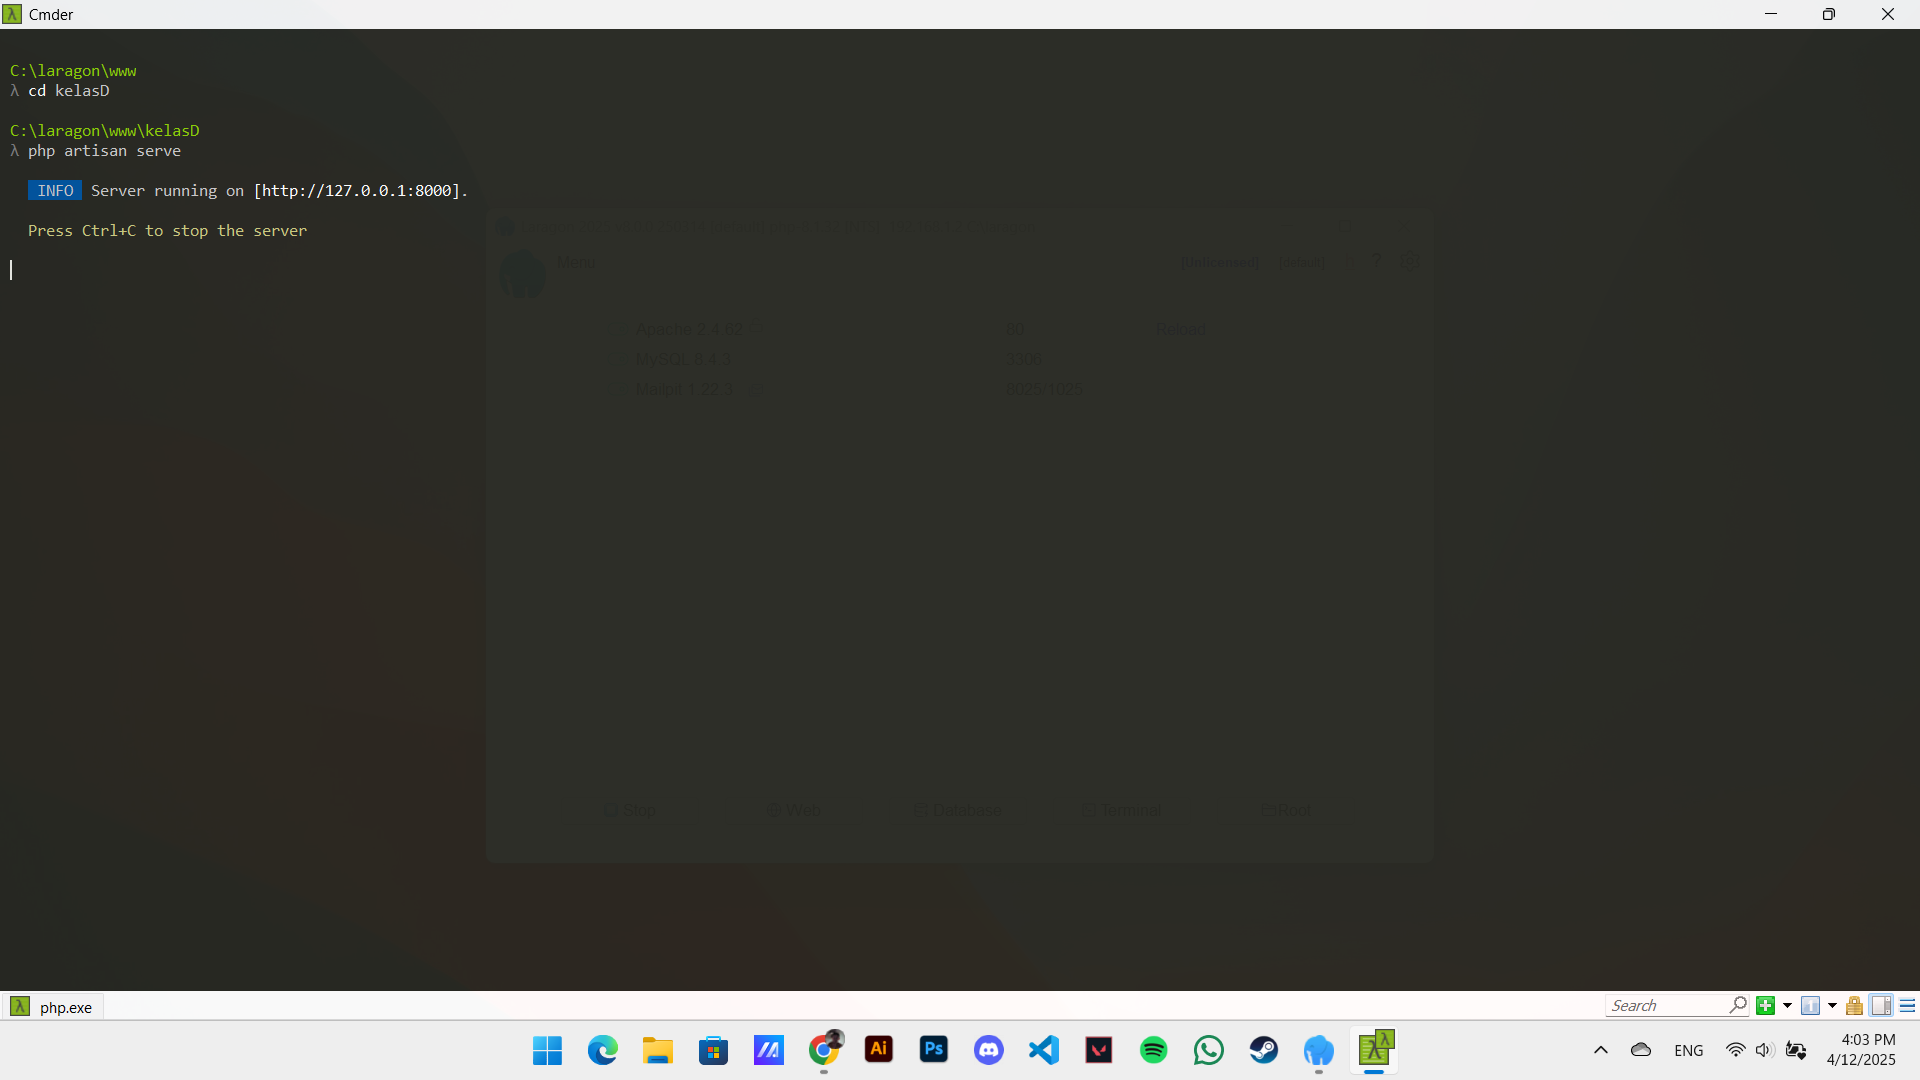 Cmder
C:\laragon\www
λ cd kelasD
C:\laragon\www\kelasD
λ php artisan serve
INFO Server running on [http://127.0.0.1:8000].
Press Ctrl+C to stop the server
Menu
[Unlicensed] [default] ?
Apache 2.4.62 80 Reload
MySQL 8.4.3 3306
Mailpit 1.22.3 8025/1025
Stop Web Database Terminal Root
λ php.exe
Search
Ai Ps
ENG
4:03 PM
4/12/2025